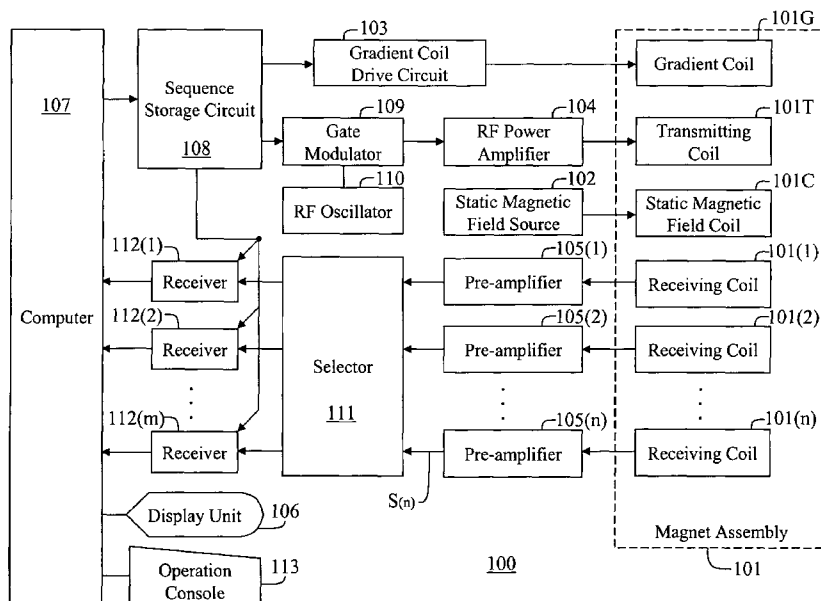 101G
103
Gradient Coil
Drive Circuit
Gradient Coil
107
Sequence
Storage Circuit
108
109
Gate
Modulator
104
RF Power
Amplifier
101T
Transmitting
Coil
110
RF Oscillator
102
Static Magnetic
Field Source
101C
Static Magnetic
Field Coil
112(1)
Receiver
105(1)
Pre-amplifier
101(1)
Receiving Coil
Computer
112(2)
Receiver
Selector
111
105(2)
Pre-amplifier
101(2)
Receiving Coil
112(m)
Receiver
105(n)
Pre-amplifier
101(n)
Receiving Coil
S(n)
Display Unit
106
Magnet Assembly
101
Operation
Console
113
100